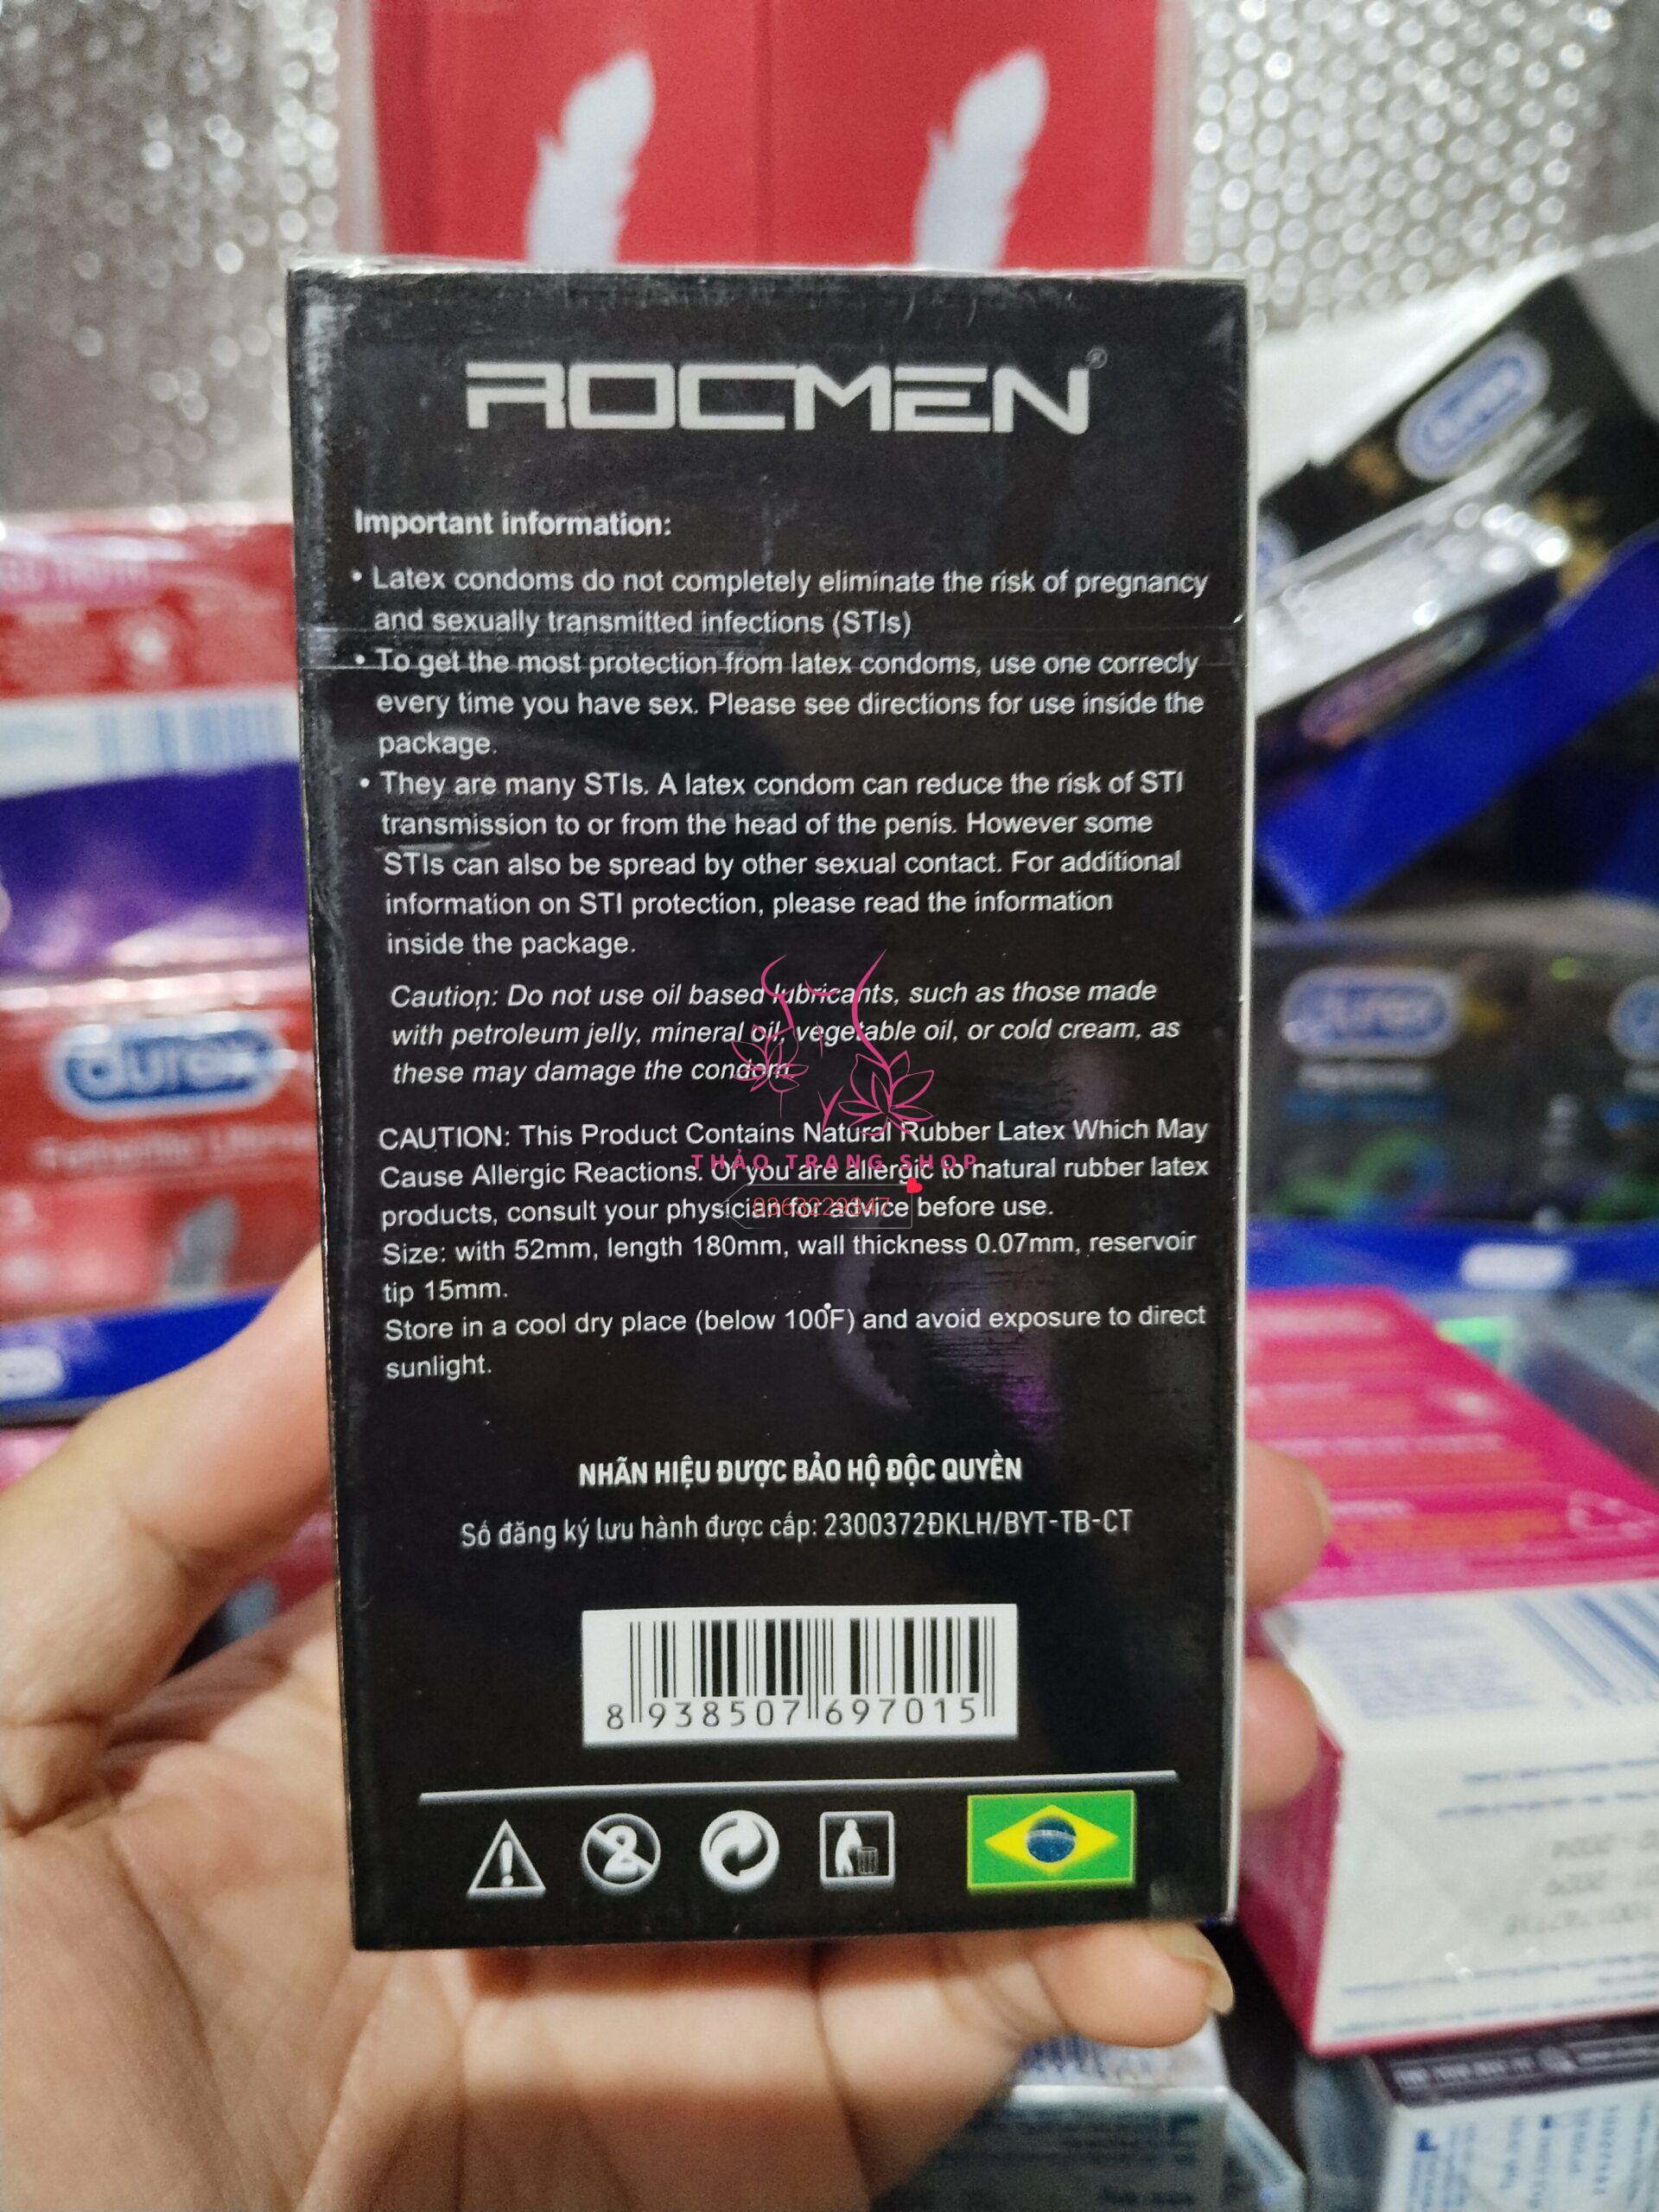 ROCMEN®
Important information:
• Latex condoms do not completely eliminate the risk of pregnancy
and sexually transmitted infections (STIs)
• To get the most protection from latex condoms, use one correcly
every time you have sex. Please see directions for use inside the
package.
• They are many STIs. A latex condom can reduce the risk of STI
transmission to or from the head of the penis. However some
STIs can also be spread by other sexual contact. For additional
information on STI protection, please read the information
inside the package.
Caution: Do not use oil based lubricants, such as those made
with petroleum jelly, mineral oil, vegetable oil, or cold cream, as
these may damage the condom.
CAUTION: This Product Contains Natural Rubber Latex Which May
Cause Allergic Reactions. Of you are allergic to natural rubber latex
THẢO TRANG SHOP
products, consult your physician for advice before use.
Size: with 52mm, length 180mm, wall thickness 0.07mm, reservoir
tip 15mm.
Store in a cool dry place (below 100°F) and avoid exposure to direct
sunlight.
NHÃN HIỆU ĐƯỢC BẢO HỘ ĐỘC QUYỀN
Số đăng ký lưu hành được cấp: 2300372ĐKLH/BYT-TB-CT
8 938507 697015
durex
durex